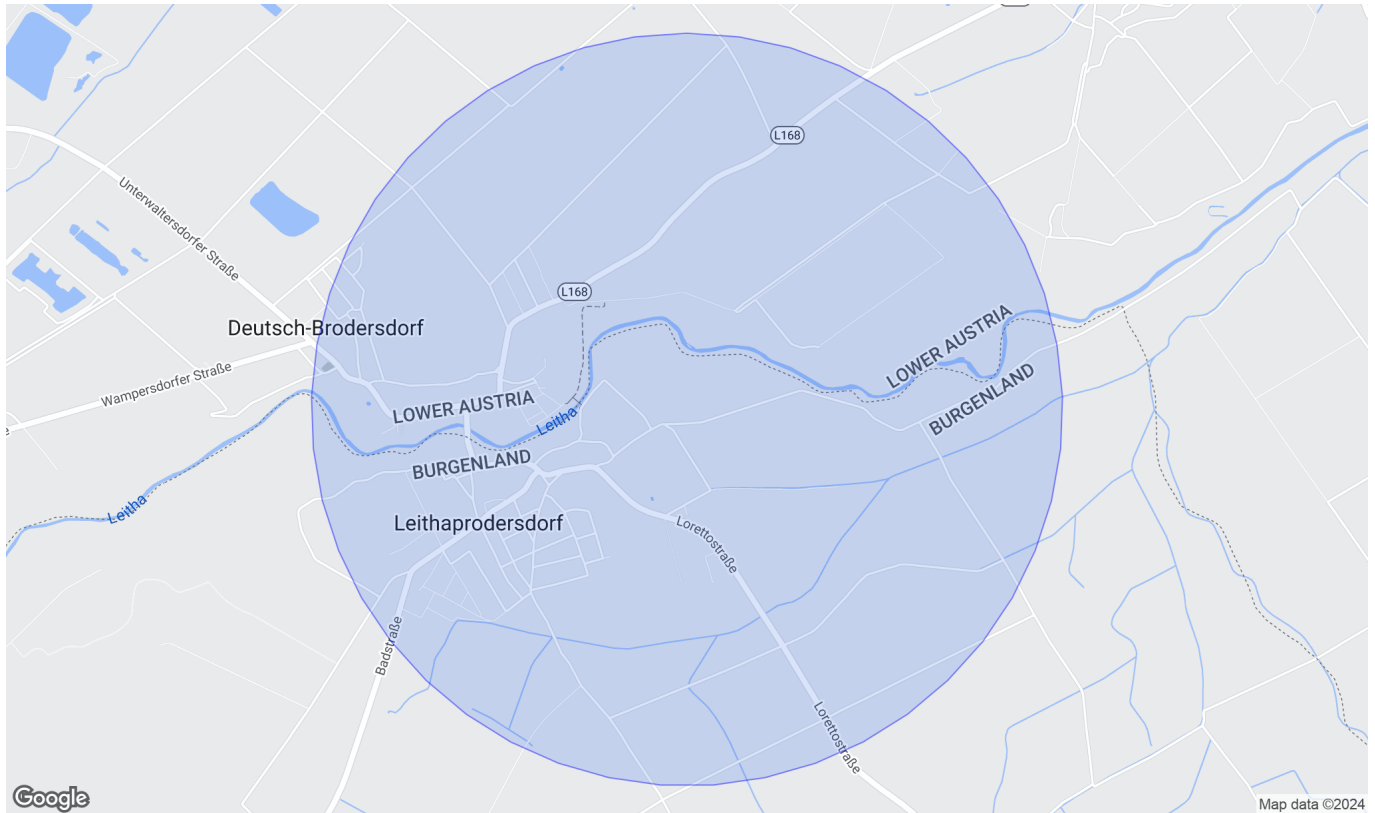 L168
Unterwaltersdorfer Straße
L168
Deutsch-Brodersdorf
LOWER AUSTRIA
Wampersdorfer Straße
BURGENLAND
LOWER AUSTRIA
Leitha
BURGENLAND
Leitha
Leithaprodersdorf
Lorettostraße
Badstraße
Lorettostraße
Google
Map data ©2024